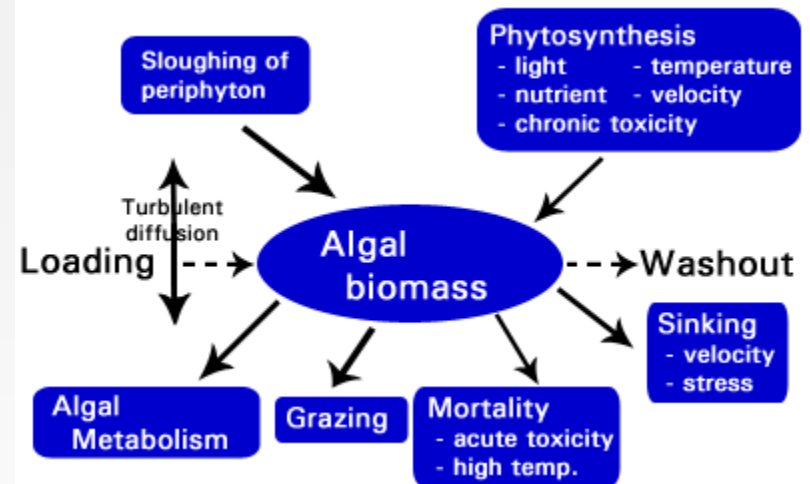 Sloughing of
periphyton
Phytosynthesis
- light - temperature
- nutrient - velocity
- chronic toxicity
Turbulent
diffusion
Loading
Algal
biomass
Washout
Sinking
- velocity
- stress
Algal
Metabolism
Grazing
Mortality
- acute toxicity
- high temp.